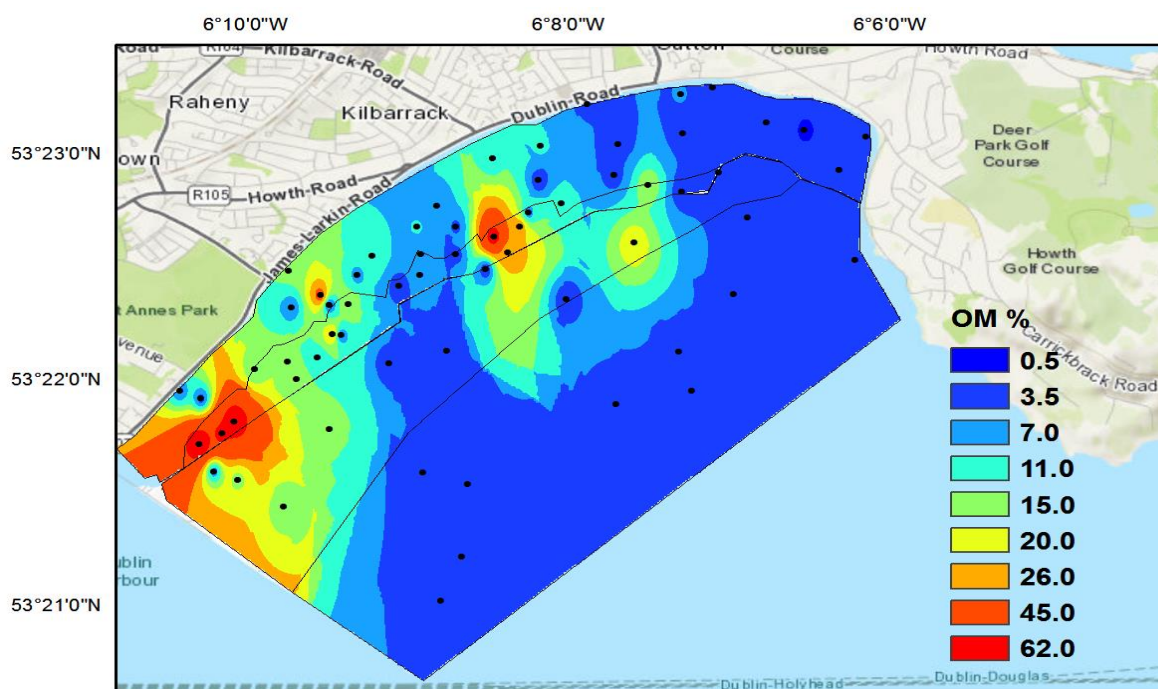 6°10'0"W
6°8'0"W
6°6'0"W
Road
R104
Kilbarrack-Road
Sutton
Course
Howth Road
Raheny
Kilbarrack
Dublin-Road
53°23'0"N
own
Deer
Park Golf
Course
R105
Howth-Road
James-Larkin-Road
Howth
Golf Course
t Annes Park
venue
OM %
0.5
3.5
7.0
11.0
15.0
20.0
26.0
45.0
62.0
Carrickbrack Road
53°22'0"N
ublin
rbour
53°21'0"N
Dublin-Holyhead
Dublin-Douglas